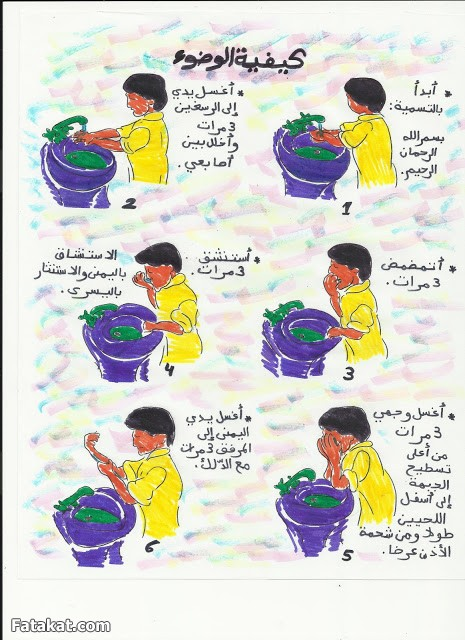 كيفية الوضوء
* أبدأ
بالتسمية:
بسم الله
الرحمان
الرحيم.
1
* أغسل يدي
إلى الرسغين
3 مرات
وأخلل بين
أصابعي.
2
* أتمضمض
3 مرات.
3
* أستنشق
3 مرات.
الاستنشاق
باليمنى والاستنثار
باليسرى.
4
* أغسل وجهي
3 مرات
من أعلى
تسطيح
الجبهة
إلى أسفل
اللحيين
طولا ومن شحمة
الأذن عرضا.
5
* أغسل يدي
اليمنى إلى
المرفق 3 مرات
مع الدلك.
6
Fatakat.com